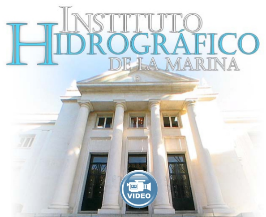 INSTITUTO
HIDROGRÁFICO
DE LA MARINA
VIDEO